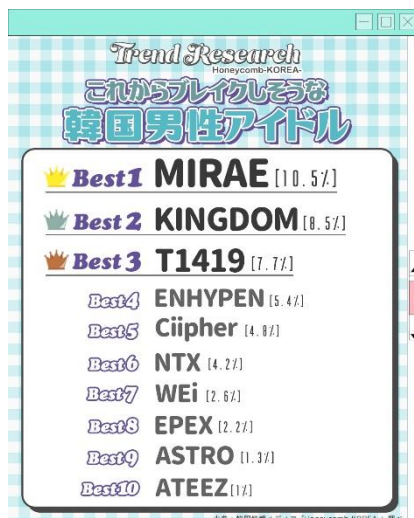 Trend Research
Honeycomb-KOREA-
これからブレイクしそうな
韓国男性アイドル
Best1 MIRAE [10.5%]
Best2 KINGDOM [8.5%]
Best3 T1419 [7.7%]
Best4 ENHYPEN [5.4%]
Best5 Ciipher [4.8%]
Best6 NTX [4.2%]
Best7 WEi [2.6%]
Best8 EPEX [2.2%]
Best9 ASTRO [1.3%]
Best10 ATEEZ [1%]